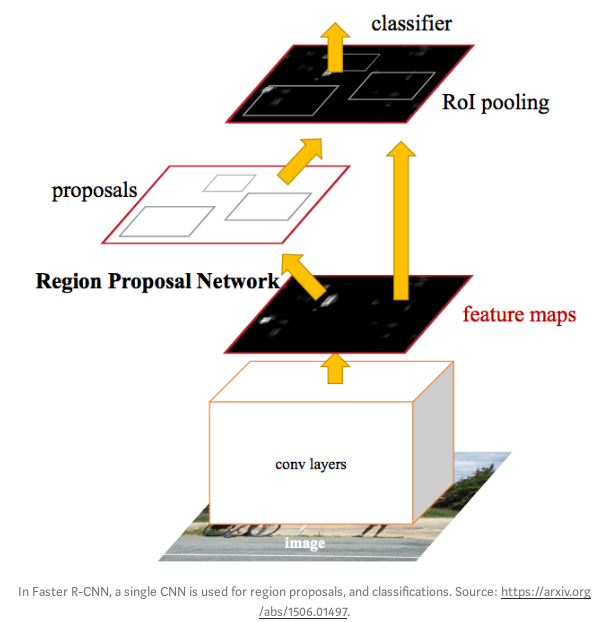 classifier
RoI pooling
proposals
Region Proposal Network
feature maps
conv layers
image
In Faster R-CNN, a single CNN is used for region proposals, and classifications. Source: https://arxiv.org
/abs/1506.01497.